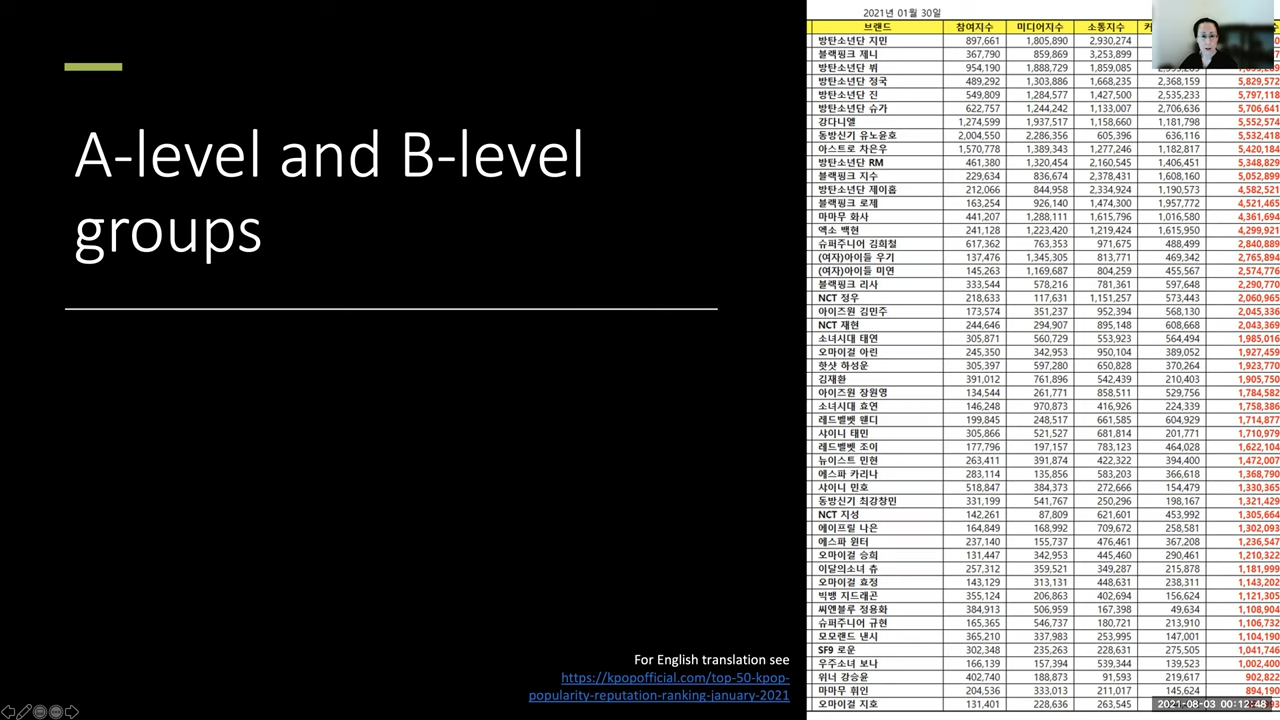 2021년 01월 30일
A-level and B-level
groups
브랜드 참여지수 미디어지수 소통지수
방탄소년단 지민 897,661 1,805,890 2,930,274
블랙핑크 제니 367,790 859,869 3,253,899
방탄소년단 뷔 954,190 1,888,729 1,859,085
방탄소년단 정국 489,292 1,303,886 1,668,235 2,368,159 5,829,572
방탄소년단 진 549,809 1,284,577 1,427,500 2,535,233 5,797,118
방탄소년단 슈가 622,757 1,244,242 1,133,007 2,706,636 5,706,641
강다니엘 1,274,599 1,937,517 1,158,660 1,181,798 5,552,574
동방신기 유노윤호 2,004,550 2,286,356 605,396 636,116 5,532,418
아스트로 차은우 1,570,778 1,389,343 1,277,246 1,182,817 5,420,184
방탄소년단 RM 461,380 1,320,454 2,160,545 1,406,451 5,348,829
블랙핑크 지수 229,634 836,674 2,378,431 1,608,160 5,052,899
방탄소년단 제이홉 212,066 844,958 2,334,924 1,190,573 4,582,521
블랙핑크 로제 163,254 926,140 1,474,300 1,957,772 4,521,465
마마무 화사 441,207 1,288,111 1,615,796 1,016,580 4,361,694
엑소 백현 241,128 1,223,420 1,219,424 1,615,950 4,299,921
슈퍼주니어 김희철 617,362 763,353 971,675 488,499 2,840,889
(여자)아이들 우기 137,476 1,345,305 813,771 469,342 2,765,894
(여자)아이들 미연 145,263 1,169,687 804,259 455,567 2,574,776
블랙핑크 리사 333,544 578,216 781,361 597,648 2,290,770
NCT 정우 218,633 117,631 1,151,257 573,443 2,060,965
아이즈원 김민주 173,574 351,237 952,394 568,130 2,045,336
NCT 재현 244,646 294,907 895,148 608,668 2,043,369
소녀시대 태연 305,871 560,729 553,923 564,494 1,985,016
오마이걸 아린 245,350 342,953 950,104 389,052 1,927,459
핫샷 하성운 305,397 597,280 650,828 370,264 1,923,770
김재환 391,012 761,896 542,439 210,403 1,905,750
아이즈원 장원영 134,544 261,771 858,511 529,756 1,784,582
소녀시대 효연 146,248 970,873 416,926 224,339 1,758,386
레드벨벳 웬디 199,845 248,517 661,585 604,929 1,714,877
샤이니 태민 305,866 521,527 681,814 201,771 1,710,979
레드벨벳 조이 177,796 197,157 783,123 464,028 1,622,104
뉴이스트 민현 263,411 391,874 422,322 394,400 1,472,007
에스파 카리나 283,114 135,856 583,203 366,618 1,368,790
샤이니 민호 518,847 384,373 272,666 154,479 1,330,365
동방신기 최강창민 331,199 541,767 250,296 198,167 1,321,429
NCT 지성 142,261 87,809 621,601 453,992 1,305,664
에이프릴 나은 164,849 168,992 709,672 258,581 1,302,093
에스파 윈터 237,140 155,737 476,461 367,208 1,236,547
오마이걸 승희 131,447 342,953 445,460 290,461 1,210,322
이달의소녀 츄 257,312 359,521 349,287 215,878 1,181,999
오마이걸 효정 143,129 313,131 448,631 238,311 1,143,202
빅뱅 지드래곤 355,124 206,863 402,694 156,624 1,121,305
씨엔블루 정용화 384,913 506,959 167,398 49,634 1,108,904
슈퍼주니어 규현 165,365 546,737 180,721 213,910 1,106,732
모모랜드 낸시 365,210 337,983 253,995 147,001 1,104,190
SF9 로운 302,348 235,263 228,631 275,505 1,041,746
우주소녀 보나 166,139 157,394 539,344 139,523 1,002,400
위너 강승윤 402,740 188,873 91,593 219,617 902,822
마마무 휘인 204,536 333,013 211,017 145,624 894,190
오마이걸 지호 131,401 228,636 263,545
For English translation see
https://kpopofficial.com/top-50-kpop-
popularity-reputation-ranking-january-2021
2021-08-03 00:12:48